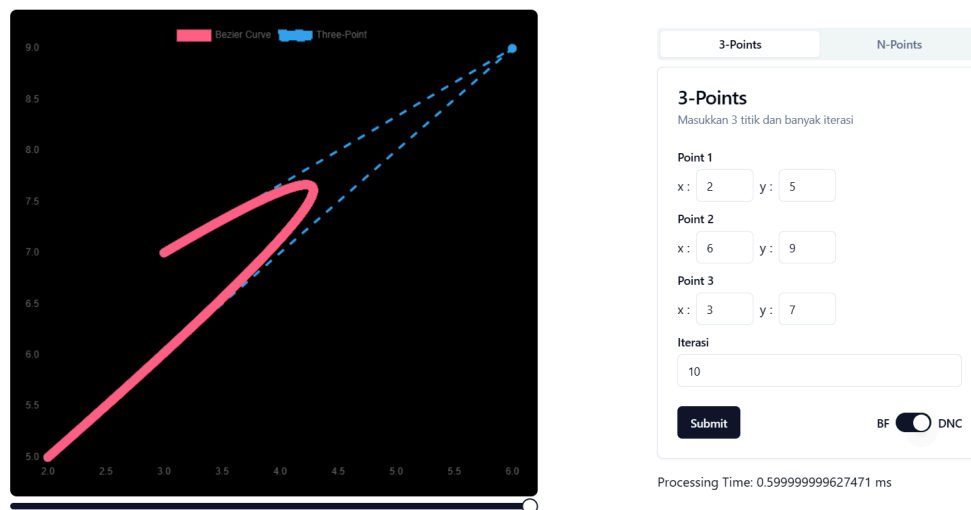 Bezier Curve Three-Point
9.0
8.5
8.0
7.5
7.0
6.5
6.0
5.5
5.0
2.0 2.5 3.0 3.5 4.0 4.5 5.0 5.5 6.0
3-Points N-Points
3-Points
Masukkan 3 titik dan banyak iterasi
Point 1
x : 2 y : 5
Point 2
x : 6 y : 9
Point 3
x : 3 y : 7
Iterasi
10
Submit BF DNC
Processing Time: 0.599999999627471 ms